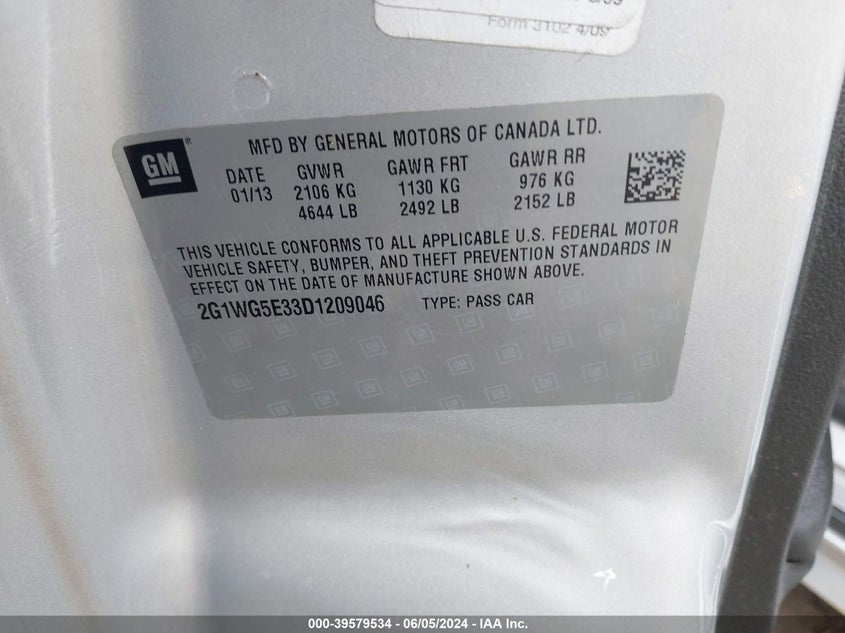 Form 3102 4/09
MFD BY GENERAL MOTORS OF CANADA LTD.
GM ®
DATE GVWR GAWR FRT GAWR RR
01/13 2106 KG 1130 KG 976 KG
4644 LB 2492 LB 2152 LB
THIS VEHICLE CONFORMS TO ALL APPLICABLE U.S. FEDERAL MOTOR
VEHICLE SAFETY, BUMPER, AND THEFT PREVENTION STANDARDS IN
EFFECT ON THE DATE OF MANUFACTURE SHOWN ABOVE.
2G1WG5E33D1209046 TYPE: PASS CAR
000-39579534 - 06/05/2024 - IAA Inc.